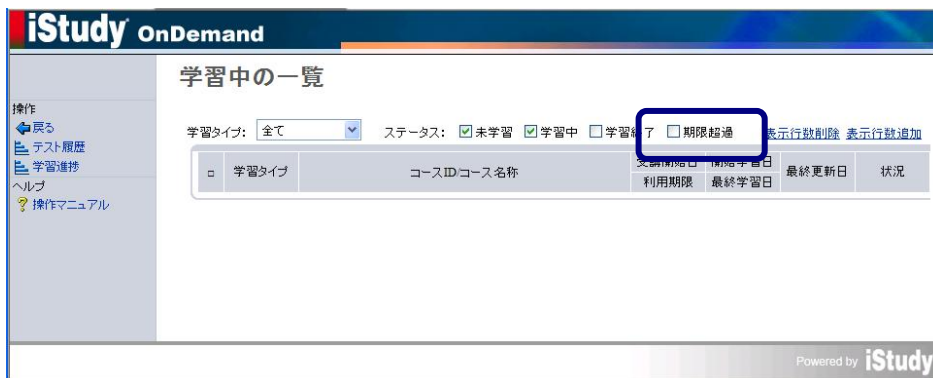 iStudy OnDemand
学習中の一覧
操作
戻る
テスト履歴
学習進捗
ヘルプ
操作マニュアル
学習タイプ: 全て ステータス: 未学習 学習中 学習終了 期限超過 表示行数削除 表示行数追加
学習タイプ コースID/コース名称 受講開始日 開始学習日 最終更新日 状況
利用期限 最終学習日
Powered by iStudy